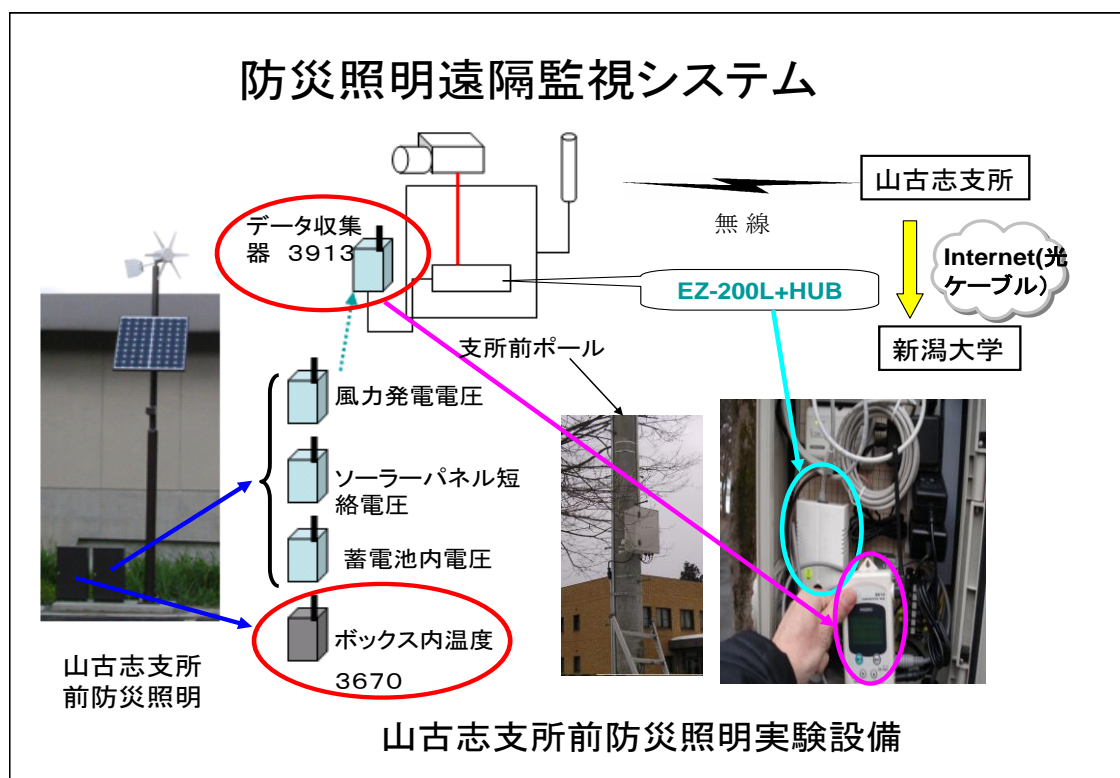 防災照明遠隔監視システム
データ収集
器 3913
山古志支所
無線
Internet(光
ケーブル）
EZ-200L+HUB
新潟大学
支所前ポール
風力発電電圧
ソーラーパネル短
絡電圧
蓄電池内電圧
ボックス内温度
3670
山古志支所
前防災照明
山古志支所前防災照明実験設備